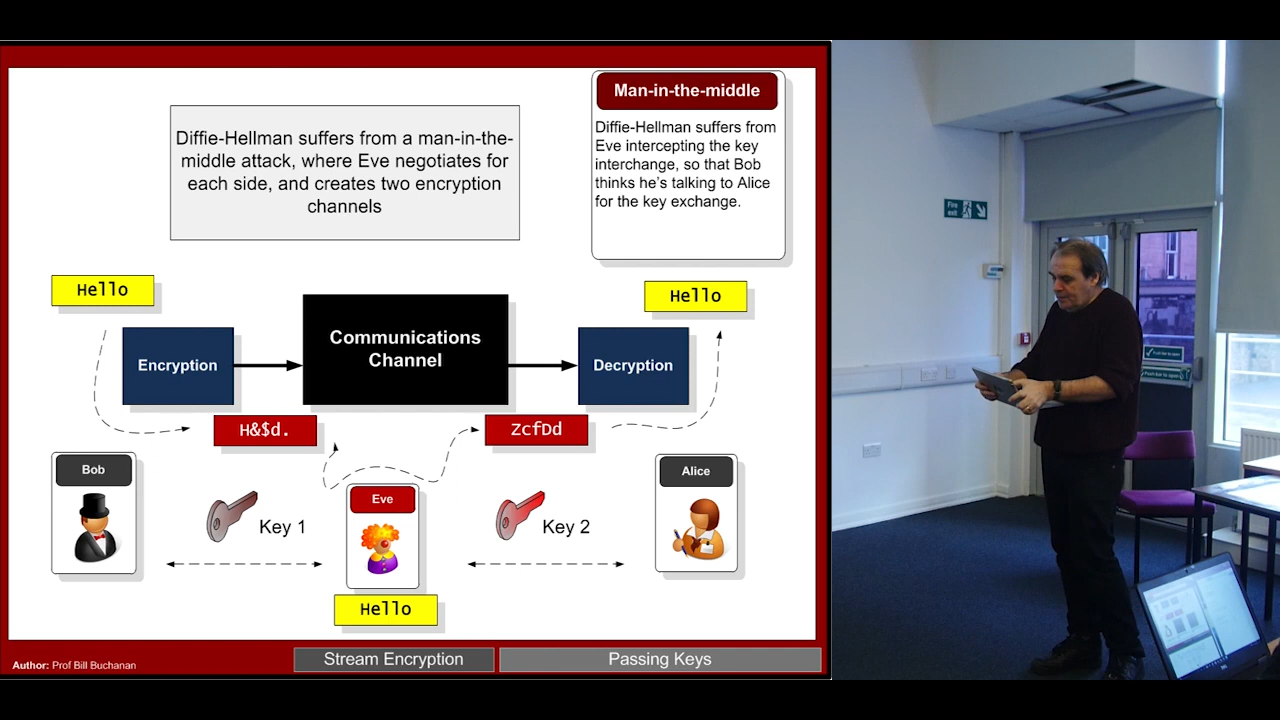 Man-in-the-middle
Diffie-Hellman suffers from a man-in-the-
middle attack, where Eve negotiates for
each side, and creates two encryption
channels
Diffie-Hellman suffers from
Eve intercepting the key
interchange, so that Bob
thinks he's talking to Alice
for the key exchange.
Hello
Hello
Encryption
Communications
Channel
Decryption
H&$d.
ZcfDd
Bob
Eve
Alice
Key 1
Key 2
Hello
Author: Prof Bill Buchanan
Stream Encryption
Passing Keys
Fire
exit